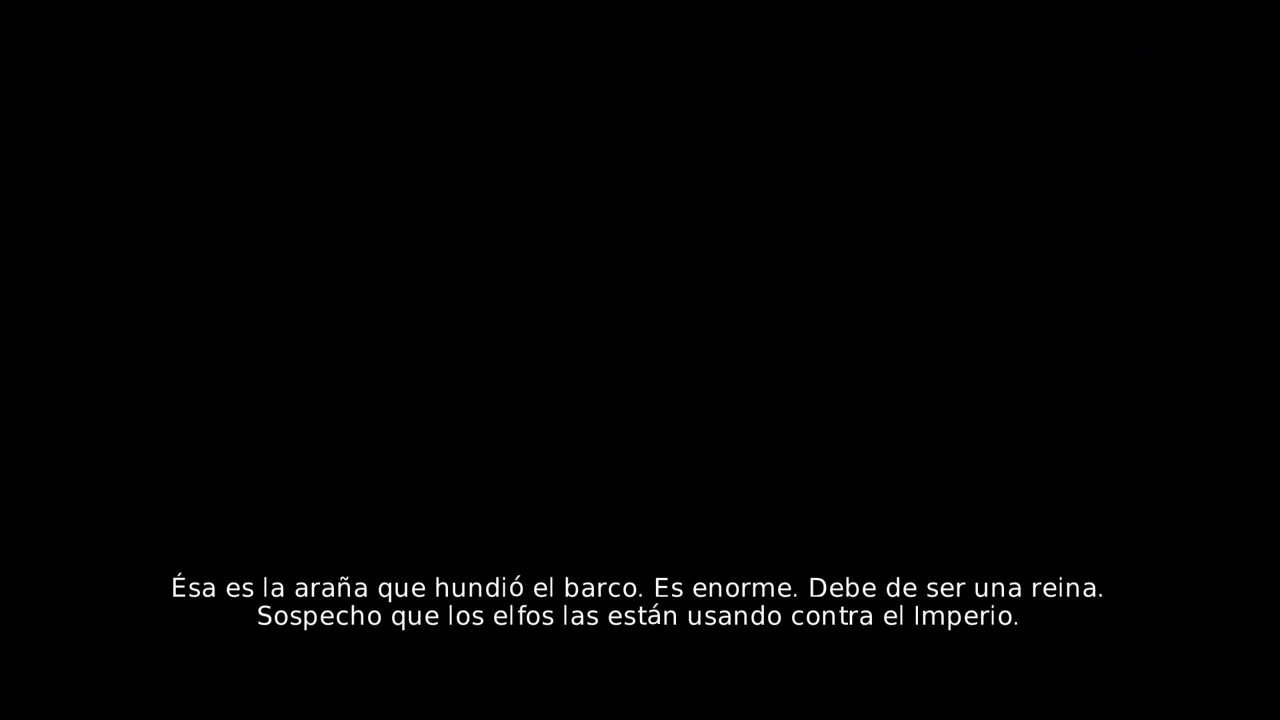 Ésa es la araña que hundió el barco. Es enorme. Debe de ser una reina.
Sospecho que los elfos las están usando contra el Imperio.